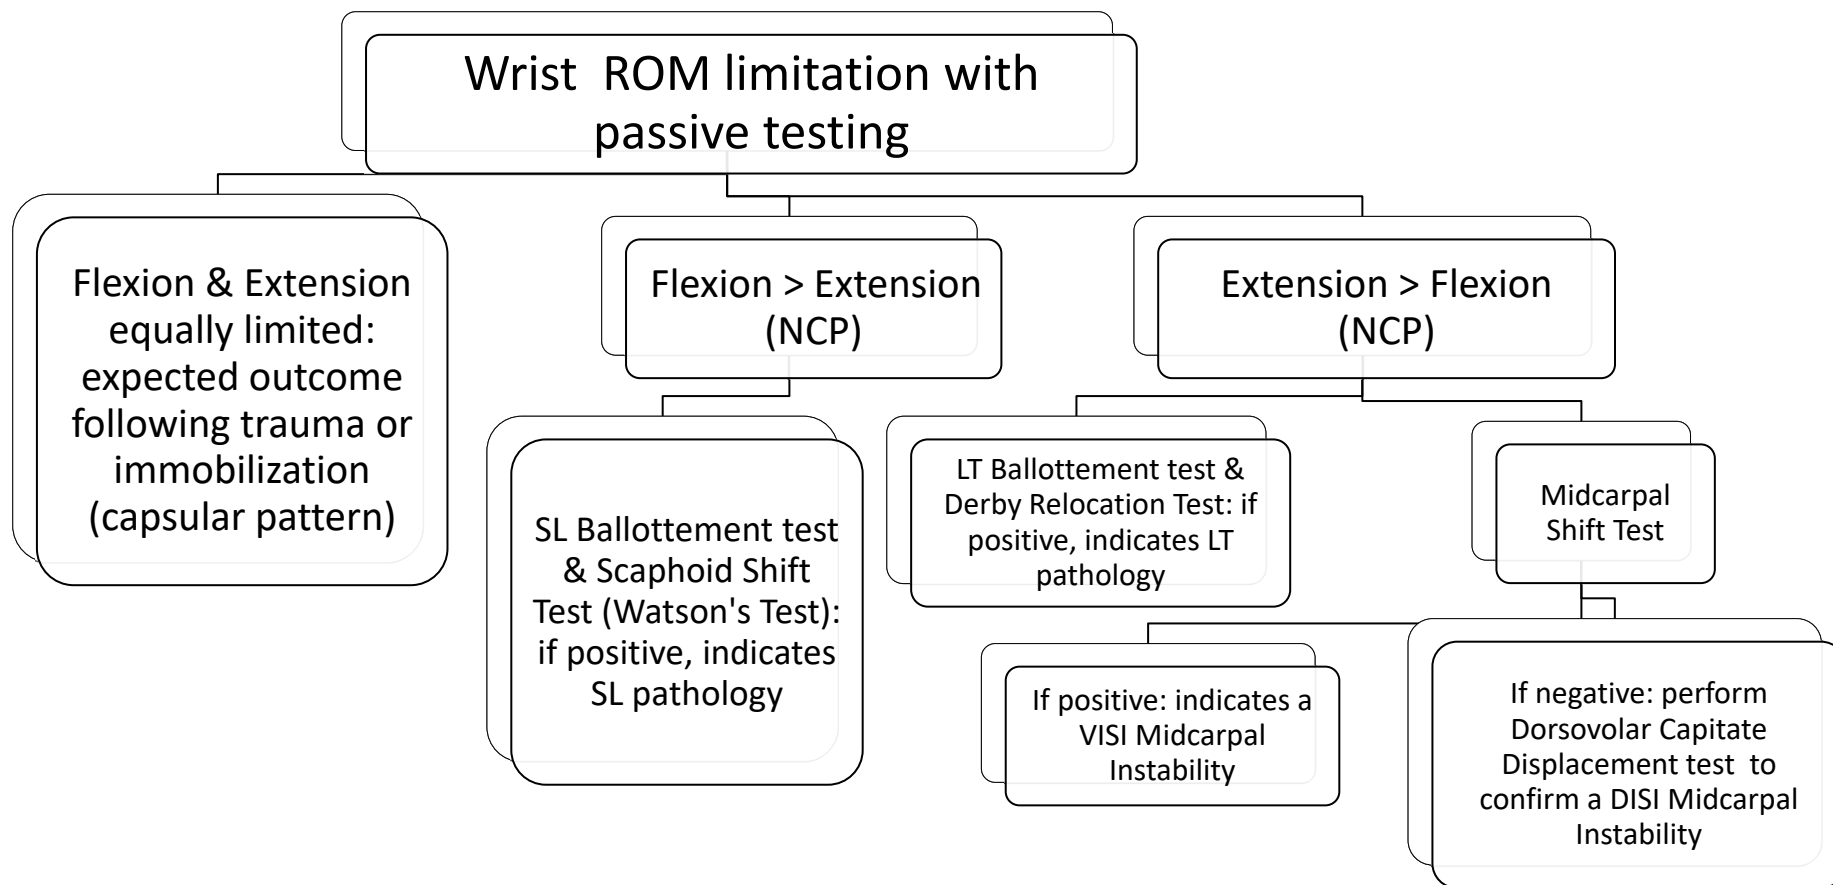 Wrist  ROM limitation with
passive testing
Flexion & Extension
equally limited:
expected outcome
following trauma or
immobilization
(capsular pattern)
Flexion > Extension
(NCP)
SL Ballottement test
& Scaphoid Shift
Test (Watson's Test):
if positive, indicates
SL pathology
Extension > Flexion
(NCP)
LT Ballottement test &
Derby Relocation Test: if
positive, indicates LT
pathology
Midcarpal
Shift Test
If positive: indicates a
VISI Midcarpal
Instability
If negative: perform
Dorsovolar Capitate
Displacement test  to
confirm a DISI Midcarpal
Instability